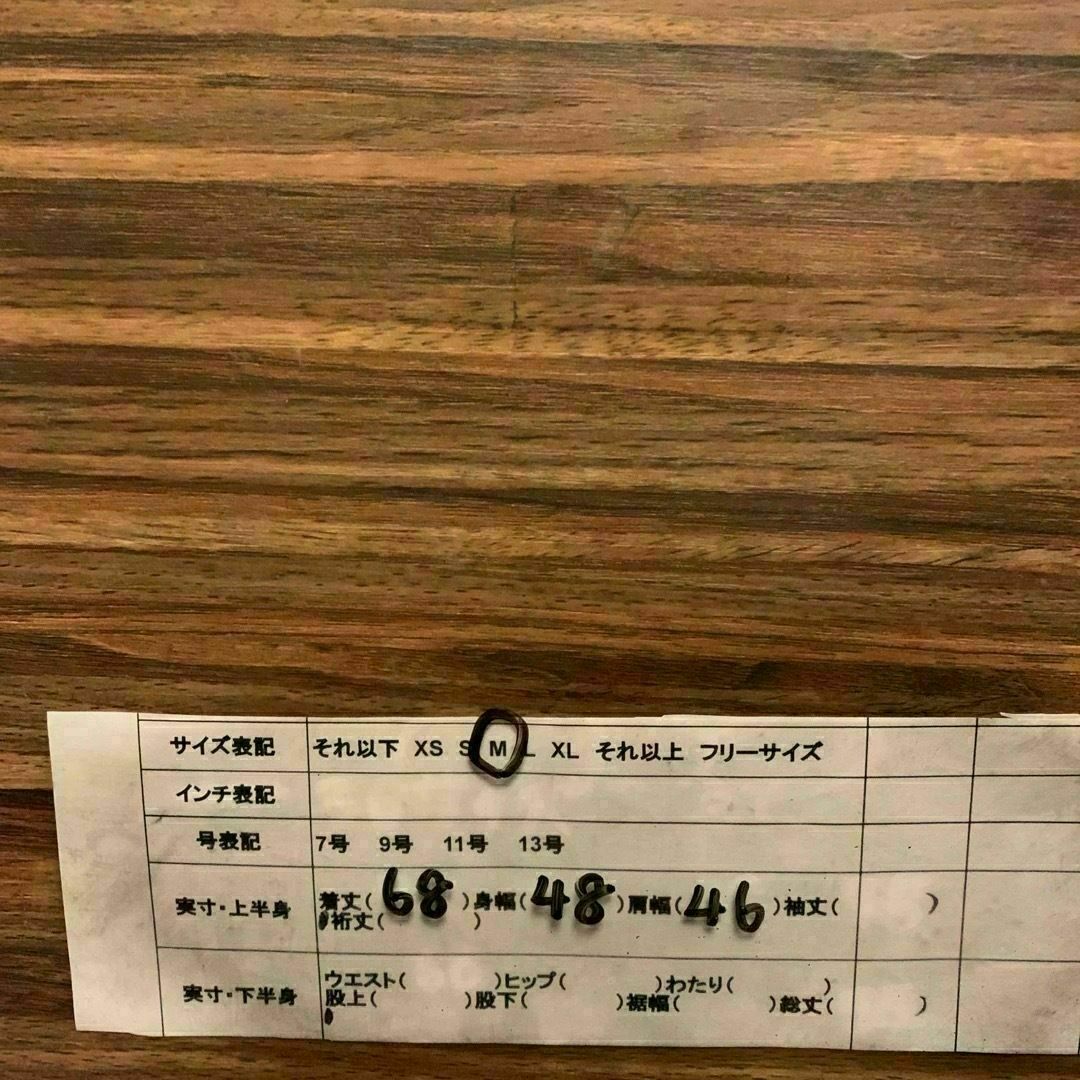 サイズ表記 それ以下 XS S M L XL それ以上 フリーサイズ
インチ表記
号表記 7号 9号 11号 13号
実寸・上半身 着丈( 68 )身幅( 48 )肩幅( 46 )袖丈( )
裄丈( )
実寸・下半身 ウエスト( )ヒップ( )わたり( )
股上( )股下( )裾幅( )総丈( )